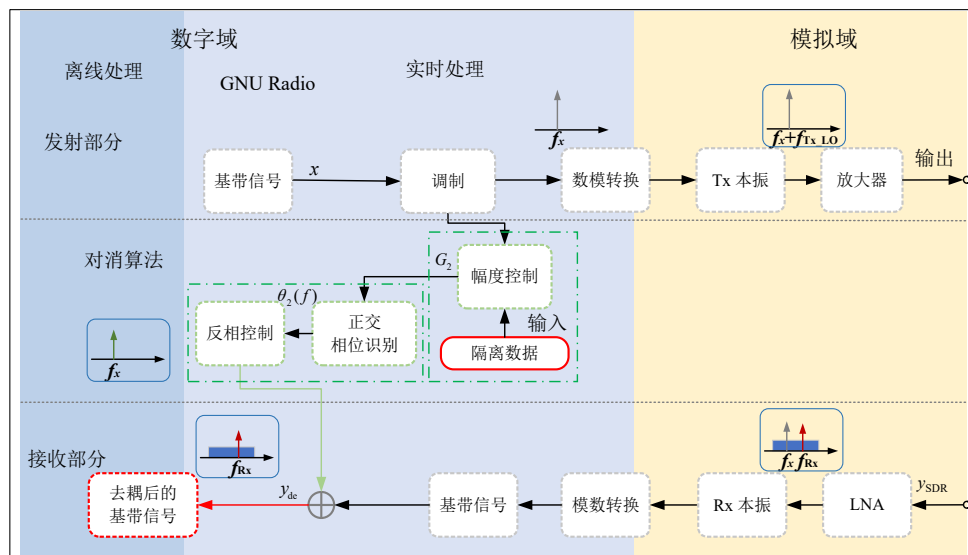 数字域
模拟域
离线处理
实时处理
GNU Radio
发射部分
fx
fx+fTx_LO
输出
基带信号
x
调制
数模转换
Tx 本振
放大器
对消算法
G2
幅度控制
θ2(f)
反相控制
正交
相位识别
输入
隔离数据
fx
接收部分
fRx
fx fRx
去耦后的
基带信号
yde
基带信号
模数转换
Rx 本振
LNA
ySDR